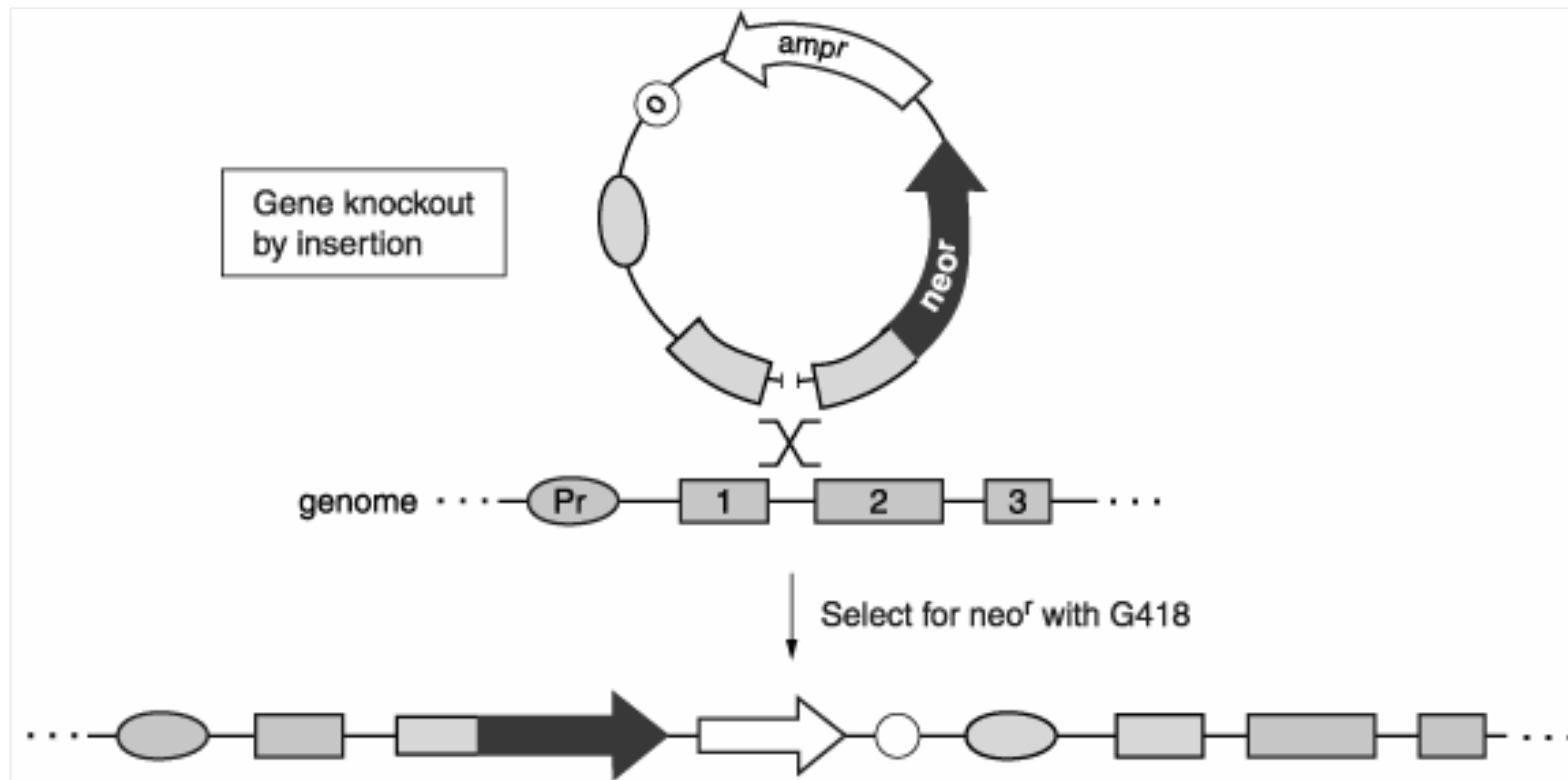 ampr
O
Gene knockout
by insertion
neor
genome
Pr
1
2
3
Select for neoʳ with G418